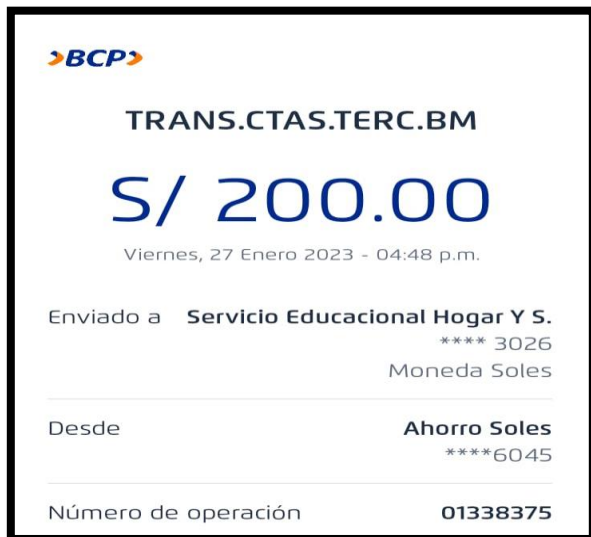 BCP
TRANS.CTAS.TERC.BM
S/ 200.00
Viernes, 27 Enero 2023 - 04:48 p.m.
Enviado a Servicio Educacional Hogar Y S.
**** 3026
Moneda Soles
Desde Ahorro Soles
****6045
Número de operación 01338375